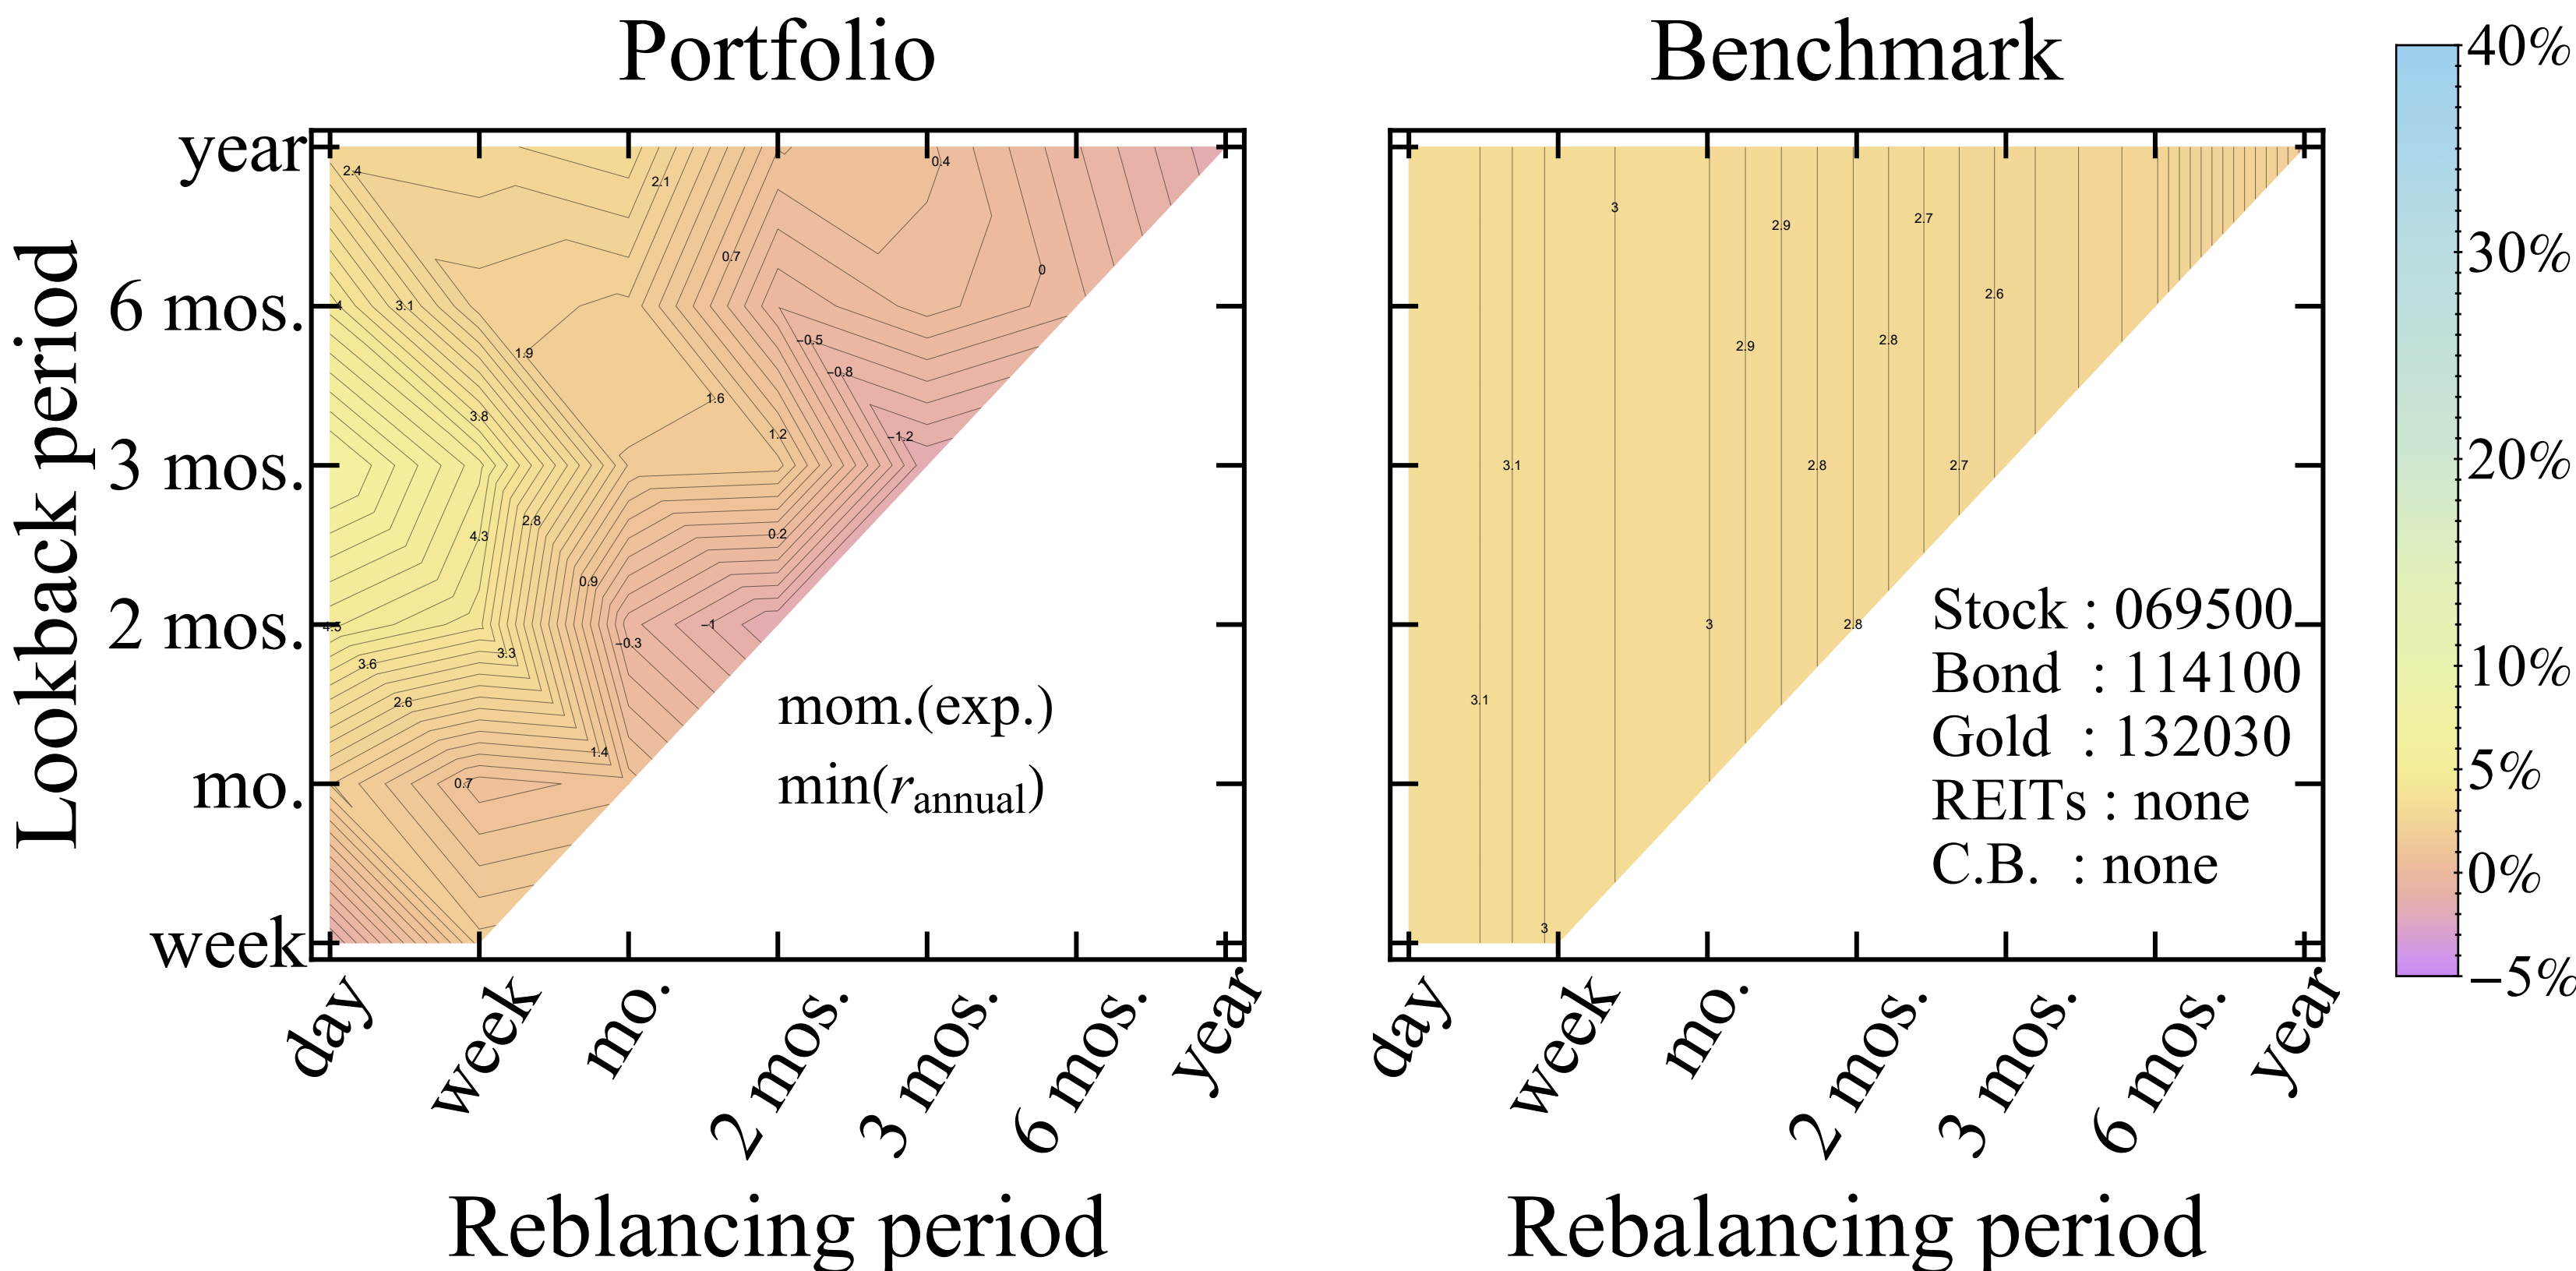 Portfolio
Benchmark
Lookback period
year
6 mos.
3 mos.
2 mos.
mo.
week
2.4
2.1
0.4
3.1
0.7
0
1.9
−0.5
−0.8
3.8
1.6
1.2
−1.2
2.8
4.3
0.2
0.9
4.5
−0.3
−1
3.6
3.3
2.6
1.4
0.7
mom.(exp.)
min(rannual)
day
week
mo.
2 mos.
3 mos.
6 mos.
year
Reblancing period
3
2.9
2.7
2.6
2.9
2.8
3.1
2.8
2.7
3
2.8
3.1
3
Stock : 069500
Bond : 114100
Gold : 132030
REITs : none
C.B. : none
day
week
mo.
2 mos.
3 mos.
6 mos.
year
Rebalancing period
40%
30%
20%
10%
5%
0%
−5%